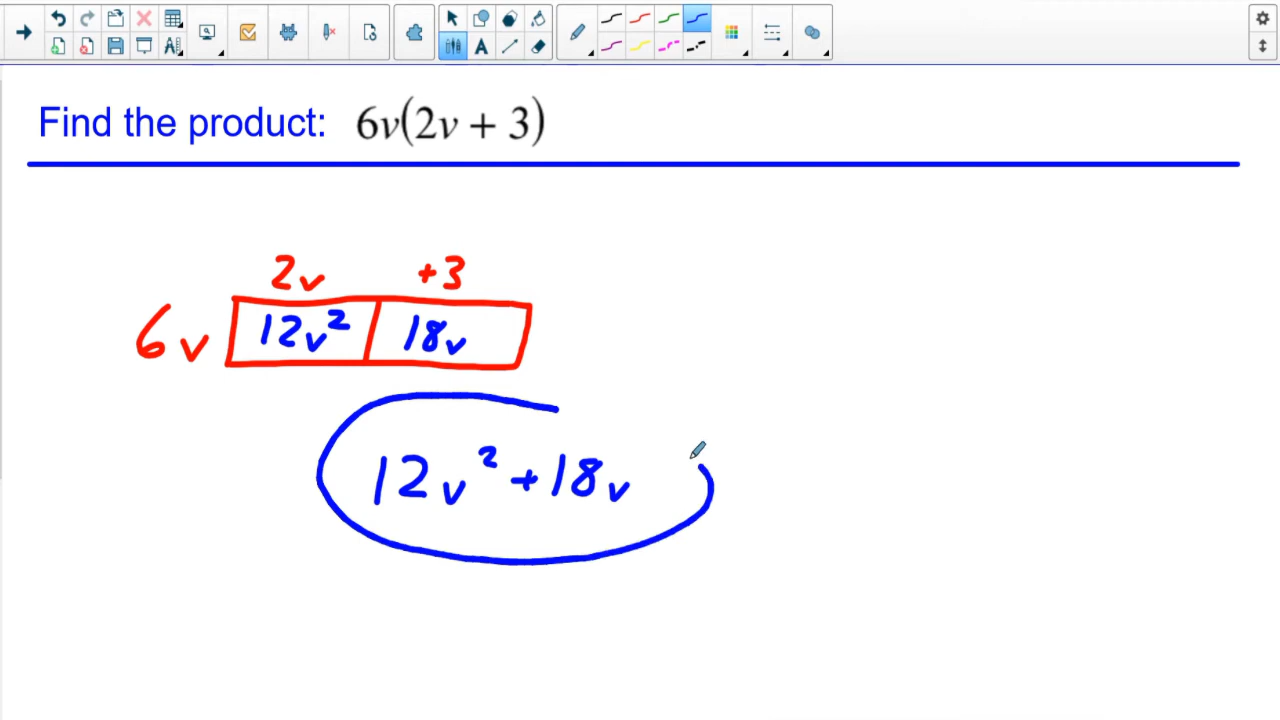 Find the product: 6v(2v + 3)
2v +3
6v 12v² 18v
12v² + 18v